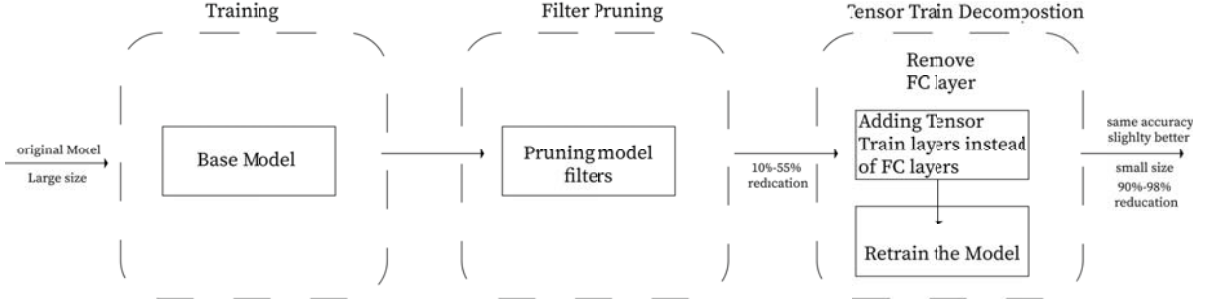 Training
Filter Pruning
Tensor Train Decompostion
original Model
Large size
Base Model
Pruning model
filters
10%-55%
reducation
Remove
FC layer
Adding Tensor
Train layers instead
of FC layers
Retrain the Model
same accuracy
slighlty better
small size
90%-98%
reducation